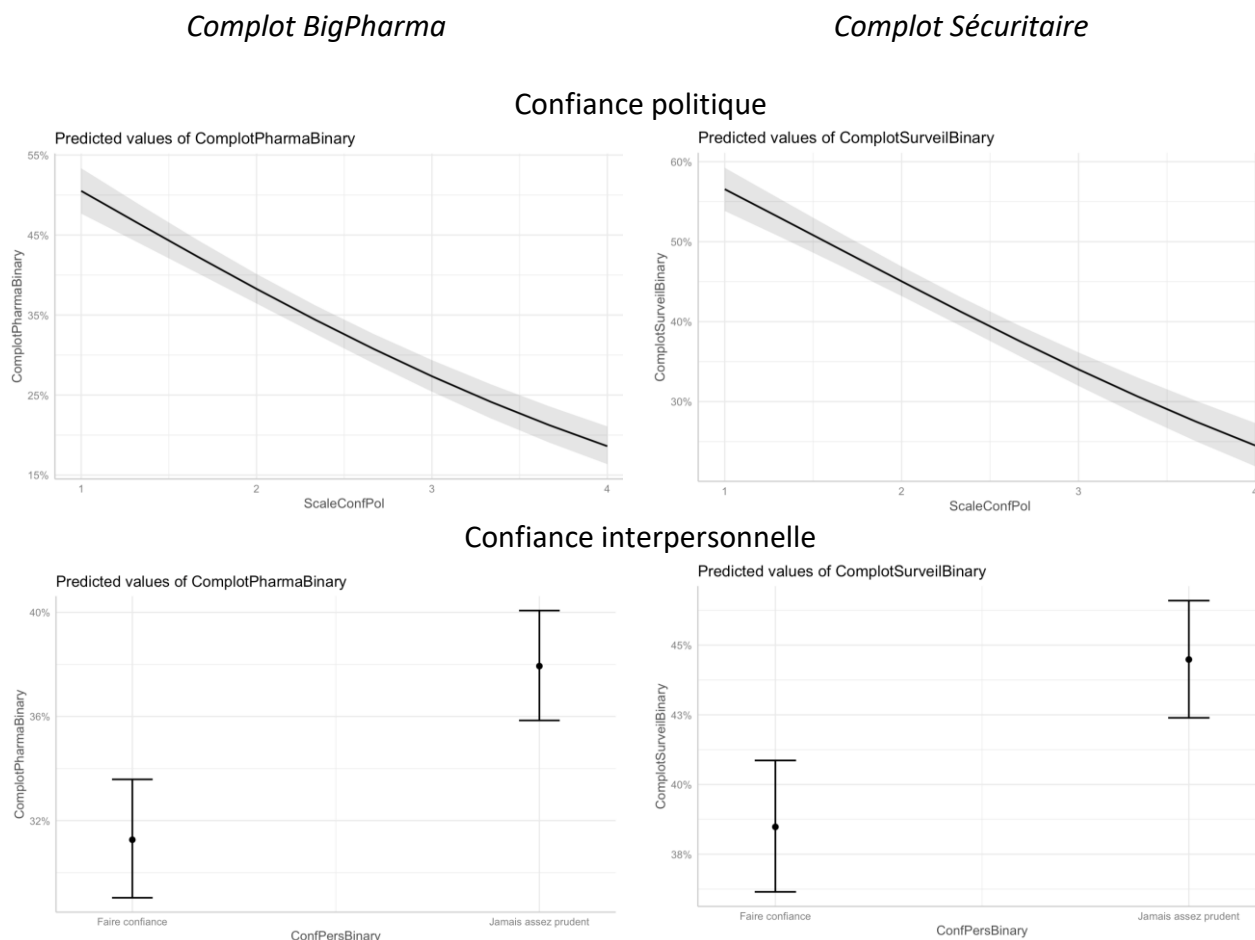 Complot BigPharma
Complot Sécuritaire
Confiance politique
Predicted values of ComplotPharmaBinary
55%
45%
35%
25%
15%
ComplotPharmaBinary
1 2 3 4
ScaleConfPol
Predicted values of ComplotSurveilBinary
60%
50%
40%
30%
ComplotSurveilBinary
1 2 3 4
ScaleConfPol
Confiance interpersonnelle
Predicted values of ComplotPharmaBinary
40%
36%
32%
ComplotPharmaBinary
Faire confiance Jamais assez prudent
ConfPersBinary
Predicted values of ComplotSurveilBinary
45%
43%
40%
38%
ComplotSurveilBinary
Faire confiance Jamais assez prudent
ConfPersBinary